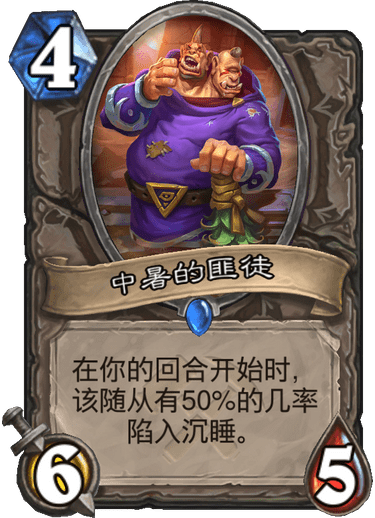 4
中暑的匪徒
在你的回合开始时，
该随从有50%的几率
陷入沉睡。
6
5